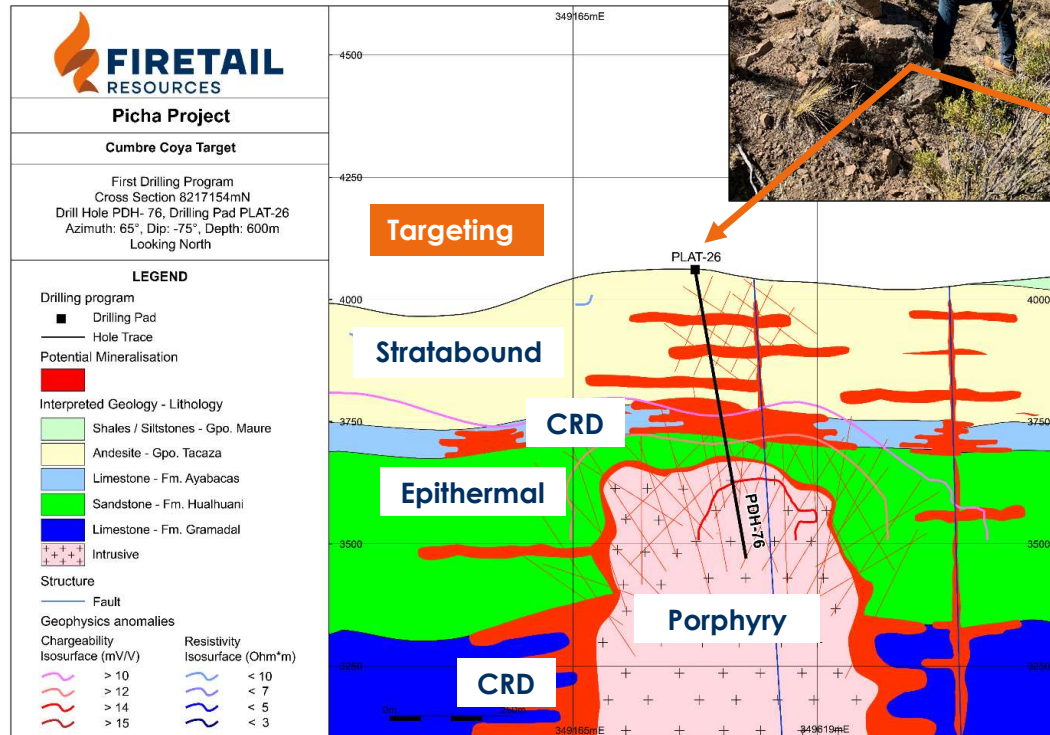 FIRETAIL
RESOURCES
Picha Project
Cumbre Coya Target
First Drilling Program
Cross Section 8217154mN
Drill Hole PDH- 76, Drilling Pad PLAT-26
Azimuth: 65°, Dip: -75°, Depth: 600m
Looking North
LEGEND
Drilling program
Drilling Pad
Hole Trace
Potential Mineralisation
Interpreted Geology - Lithology
Shales / Siltstones - Gpo. Maure
Andesite - Gpo. Tacaza
Limestone - Fm. Ayabacas
Sandstone - Fm. Hualhuani
Limestone - Fm. Gramadal
Intrusive
Structure
Fault
Geophysics anomalies
Chargeability
Isosurface (mV/V)
> 10
> 12
> 14
> 15
Resistivity
Isosurface (Ohm*m)
< 10
< 7
< 5
< 3
349165mE
4500
4250
Targeting
PLAT-26
4000
4000
Stratabound
3750
CRD
3750
Epithermal
PDH-76
3500
3500
Porphyry
3250
CRD
3250
0m
349165mE
349619mE